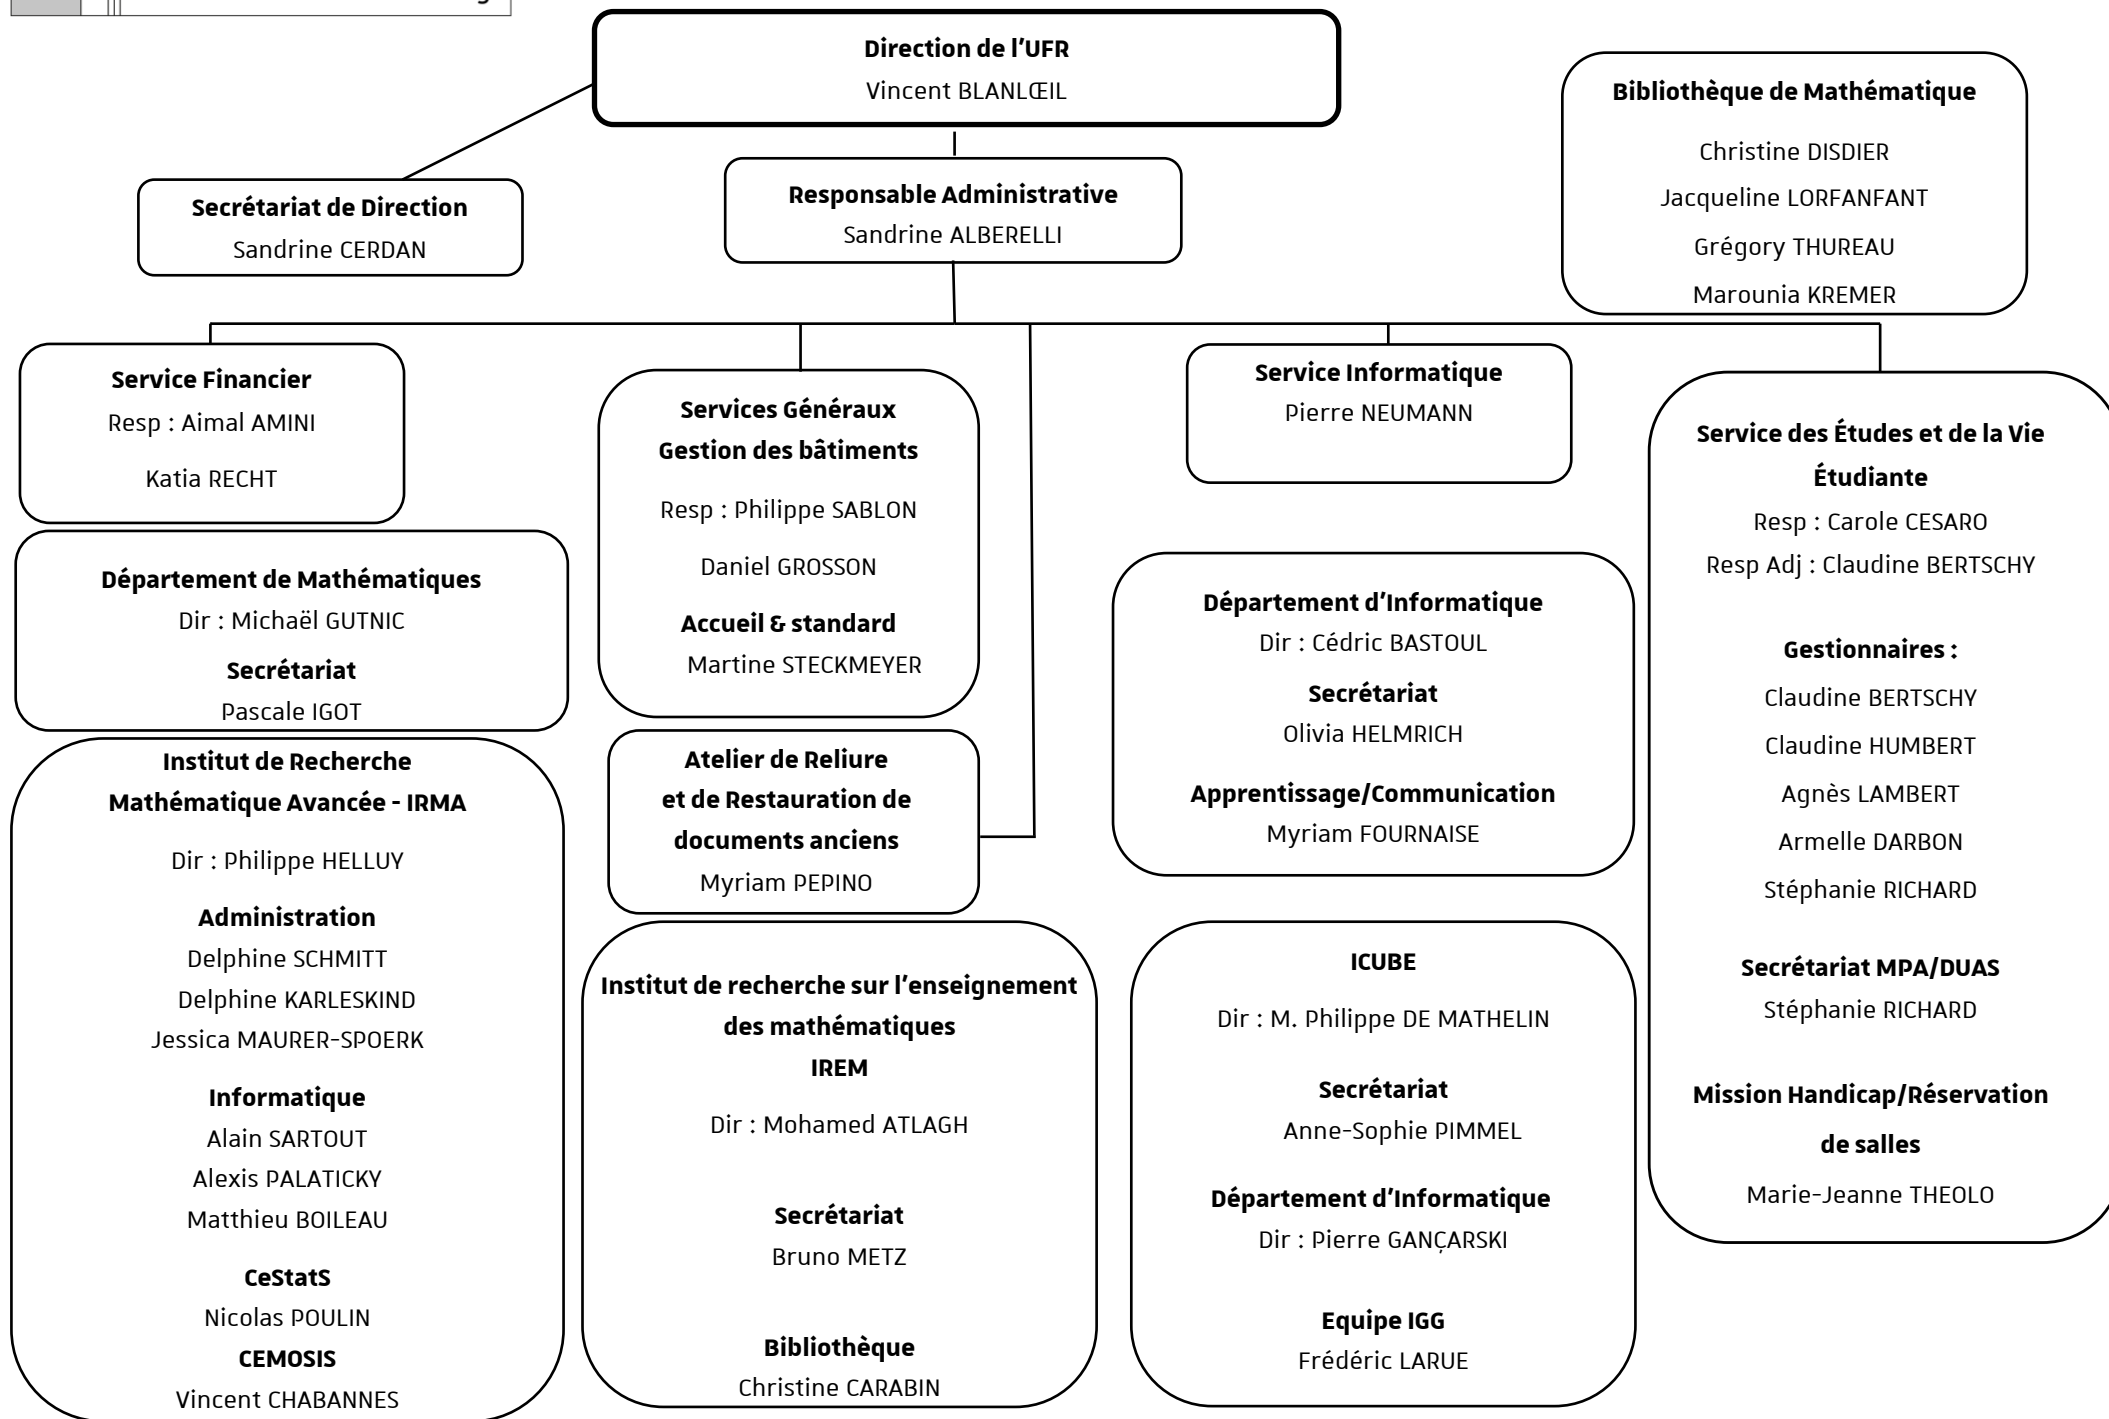 Direction de l'UFR
Vincent BLANLŒIL
Bibliothèque de Mathématique
Christine DISDIER
Jacqueline LORFANFANT
Grégory THUREAU
Marounia KREMER
Secrétariat de Direction
Sandrine CERDAN
Responsable Administrative
Sandrine ALBERELLI
Service Financier
Resp : Aimal AMINI
Katia RECHT
Services Généraux
Gestion des bâtiments
Resp : Philippe SABLON
Daniel GROSSON
Accueil & standard
Martine STECKMEYER
Service Informatique
Pierre NEUMANN
Service des Études et de la Vie
Étudiante
Resp : Carole CESARO
Resp Adj : Claudine BERTSCHY
Gestionnaires :
Claudine BERTSCHY
Claudine HUMBERT
Agnès LAMBERT
Armelle DARBON
Stéphanie RICHARD
Secrétariat MPA/DUAS
Stéphanie RICHARD
Mission Handicap/Réservation
de salles
Marie-Jeanne THEOLO
Département de Mathématiques
Dir : Michaël GUTNIC
Secrétariat
Pascale IGOT
Atelier de Reliure
et de Restauration de
documents anciens
Myriam PEPINO
Département d'Informatique
Dir : Cédric BASTOUL
Secrétariat
Olivia HELMRICH
Apprentissage/Communication
Myriam FOURNAISE
Institut de Recherche
Mathématique Avancée - IRMA
Dir : Philippe HELLUY
Administration
Delphine SCHMITT
Delphine KARLESKIND
Jessica MAURER-SPOERK
Informatique
Alain SARTOUT
Alexis PALATICKY
Matthieu BOILEAU
CeStatS
Nicolas POULIN
CEMOSIS
Vincent CHABANNES
Institut de recherche sur l'enseignement
des mathématiques
IREM
Dir : Mohamed ATLAGH
Secrétariat
Bruno METZ
Bibliothèque
Christine CARABIN
ICUBE
Dir : M. Philippe DE MATHELIN
Secrétariat
Anne-Sophie PIMMEL
Département d'Informatique
Dir : Pierre GANÇARSKI
Equipe IGG
Frédéric LARUE